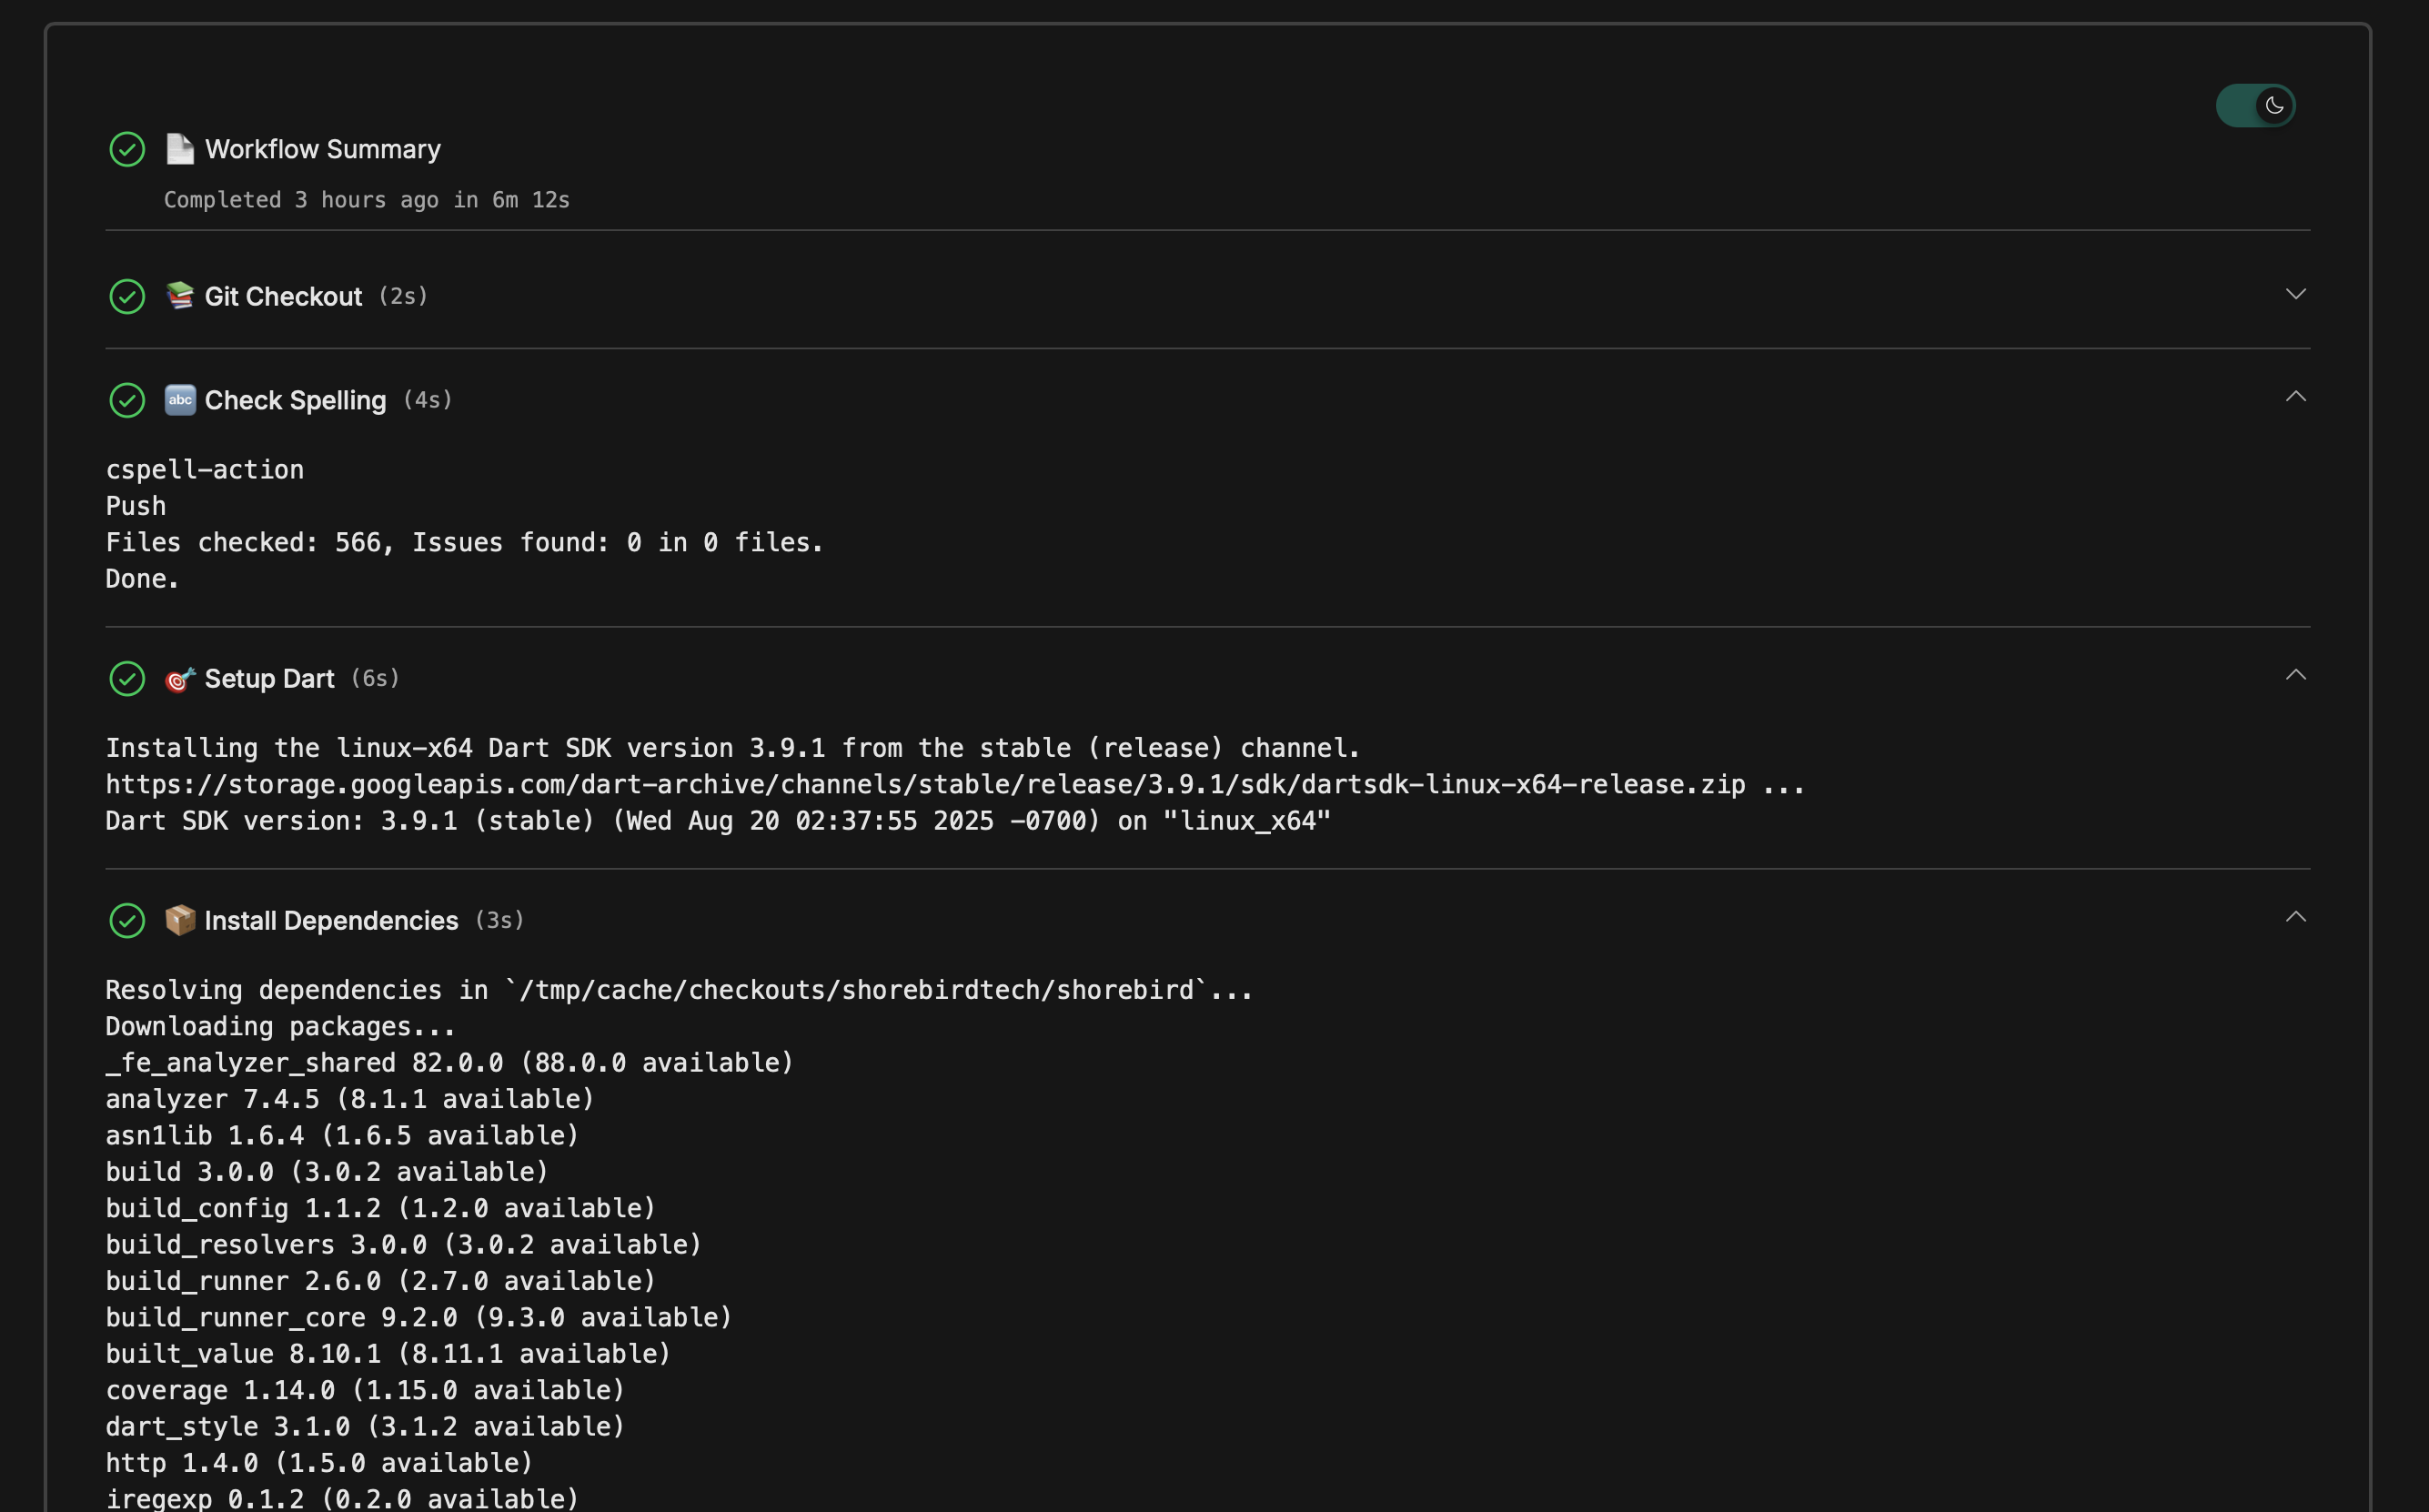 Workflow Summary
Completed 3 hours ago in 6m 12s
Git Checkout (2s)
abc Check Spelling (4s)
cspell-action
Push
Files checked: 566, Issues found: 0 in 0 files.
Done.
Setup Dart (6s)
Installing the linux-x64 Dart SDK version 3.9.1 from the stable (release) channel.
https://storage.googleapis.com/dart-archive/channels/stable/release/3.9.1/sdk/dartsdk-linux-x64-release.zip ...
Dart SDK version: 3.9.1 (stable) (Wed Aug 20 02:37:55 2025 -0700) on "linux_x64"
Install Dependencies (3s)
Resolving dependencies in `/tmp/cache/checkouts/shorebirdtech/shorebird`...
Downloading packages...
_fe_analyzer_shared 82.0.0 (88.0.0 available)
analyzer 7.4.5 (8.1.1 available)
asn1lib 1.6.4 (1.6.5 available)
build 3.0.0 (3.0.2 available)
build_config 1.1.2 (1.2.0 available)
build_resolvers 3.0.0 (3.0.2 available)
build_runner 2.6.0 (2.7.0 available)
build_runner_core 9.2.0 (9.3.0 available)
built_value 8.10.1 (8.11.1 available)
coverage 1.14.0 (1.15.0 available)
dart_style 3.1.0 (3.1.2 available)
http 1.4.0 (1.5.0 available)
iregexp 0.1.2 (0.2.0 available)